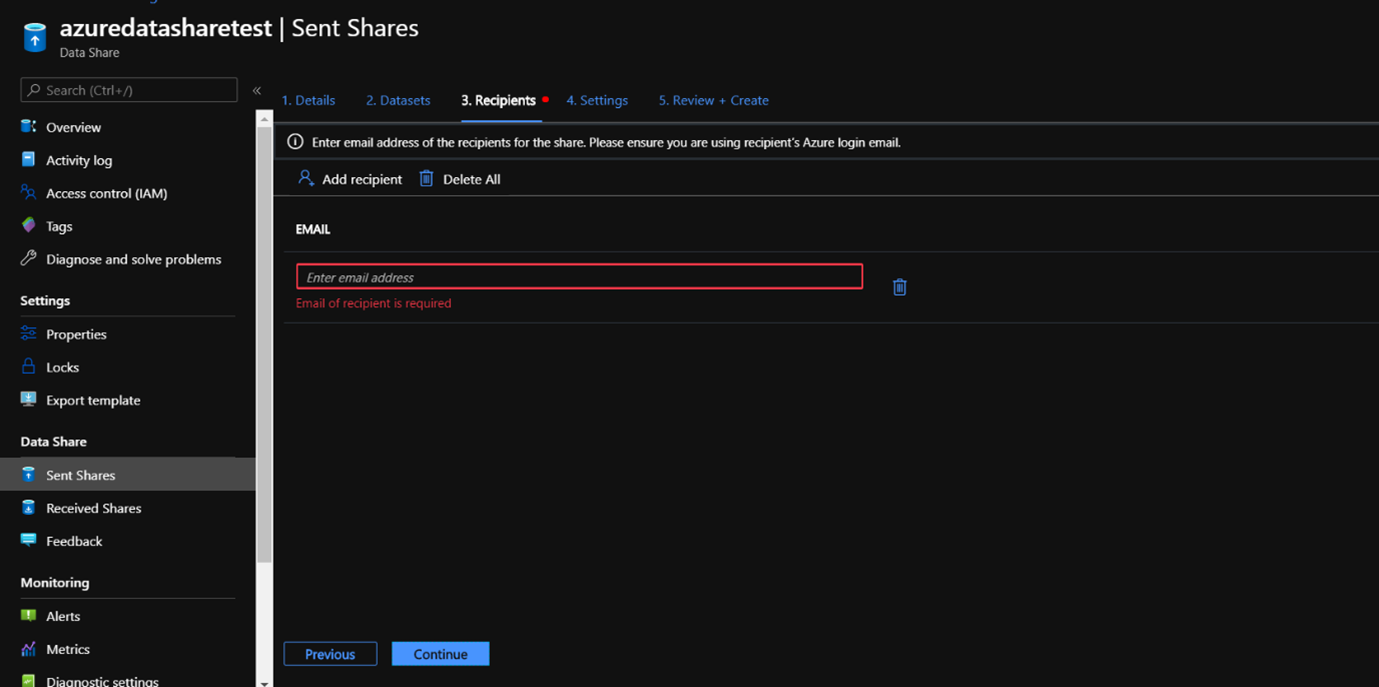 azuredatasharetest | Sent Shares
Data Share
Search (Ctrl+/)
«
Overview
Activity log
Access control (IAM)
Tags
Diagnose and solve problems
Settings
Properties
Locks
Export template
Data Share
Sent Shares
Received Shares
Feedback
Monitoring
Alerts
Metrics
Diagnostic settings
1. Details 2. Datasets 3. Recipients 4. Settings 5. Review + Create
Enter email address of the recipients for the share. Please ensure you are using recipient's Azure login email.
Add recipient Delete All
EMAIL
Enter email address
Email of recipient is required
Previous Continue